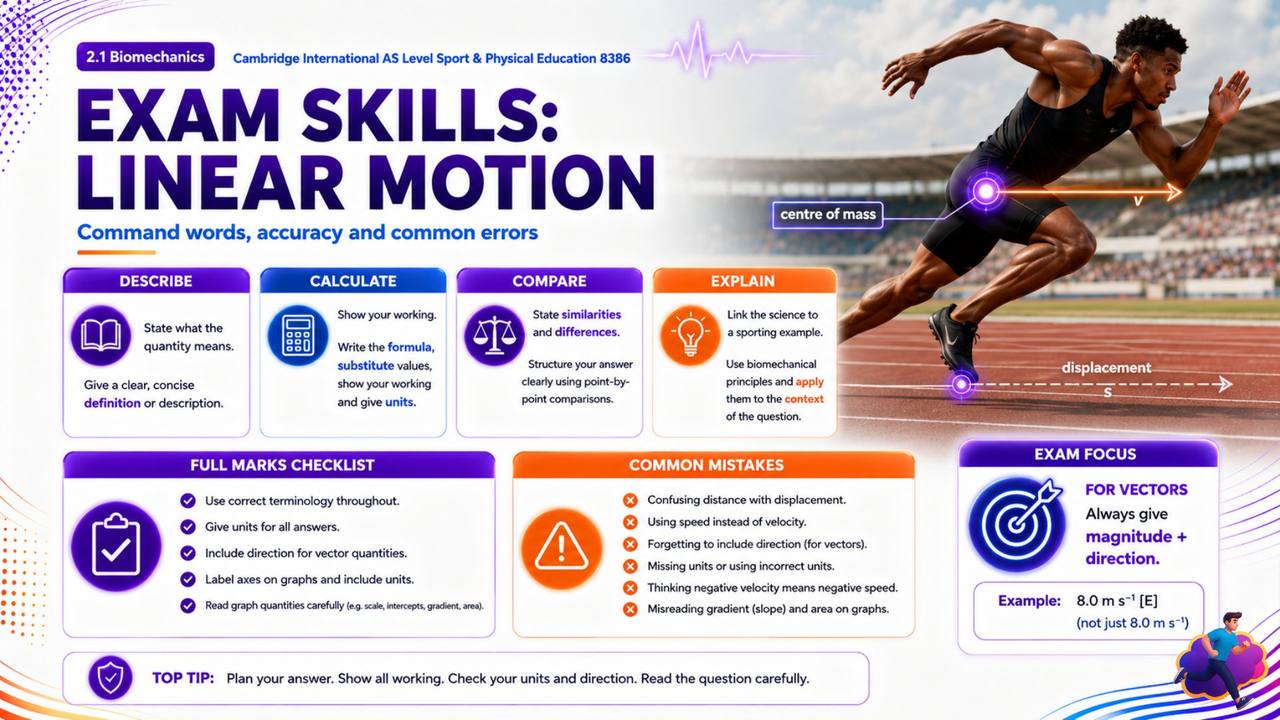 2.1 Biomechanics
Cambridge International AS Level Sport & Physical Education 8386
EXAM SKILLS:
LINEAR MOTION
Command words, accuracy and common errors
centre of mass
v
displacement
s
DESCRIBE
State what the
quantity means.
Give a clear, concise
definition or description.
CALCULATE
Show your working.
Write the formula,
substitute values,
show your working
and give units.
COMPARE
State similarities
and differences.
Structure your answer
clearly using point-by-
point comparisons.
EXPLAIN
Link the science to
a sporting example.
Use biomechanical
principles and apply
them to the context
of the question.
FULL MARKS CHECKLIST
Use correct terminology throughout.
Give units for all answers.
Include direction for vector quantities.
Label axes on graphs and include units.
Read graph quantities carefully (e.g. scale, intercepts, gradient, area).
COMMON MISTAKES
Confusing distance with displacement.
Using speed instead of velocity.
Forgetting to include direction (for vectors).
Missing units or using incorrect units.
Thinking negative velocity means negative speed.
Misreading gradient (slope) and area on graphs.
EXAM FOCUS
FOR VECTORS
Always give
magnitude +
direction.
Example: 8.0 m s⁻¹ [E]
(not just 8.0 m s⁻¹)
TOP TIP: Plan your answer. Show all working. Check your units and direction. Read the question carefully.